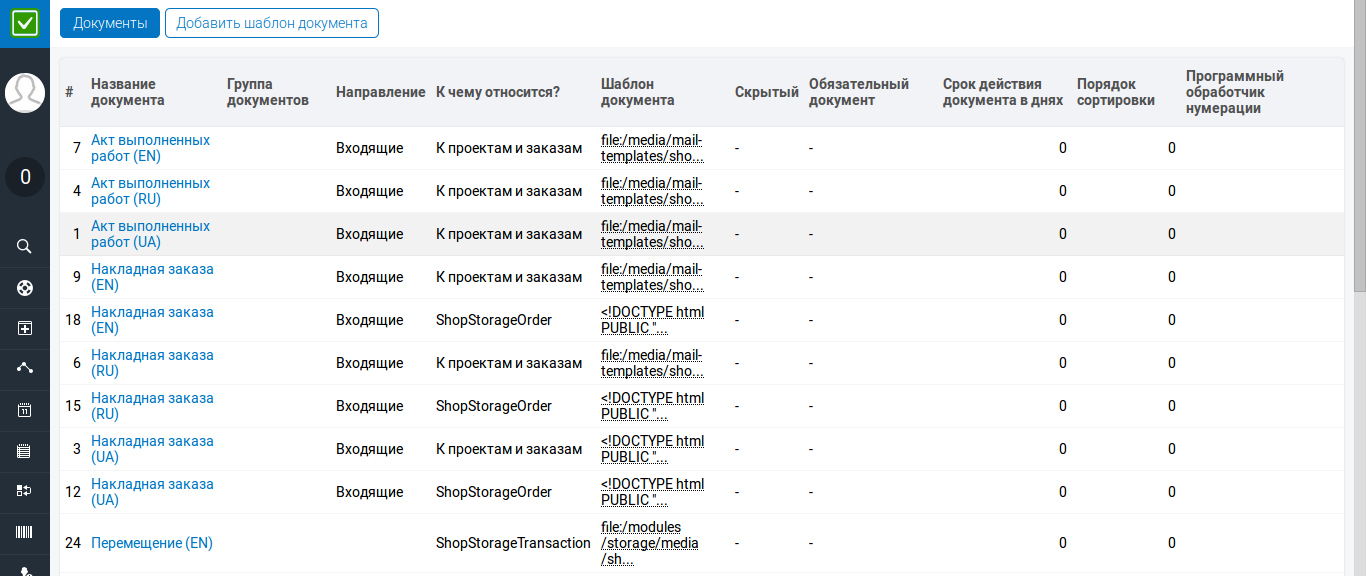 Документы
Добавить шаблон документа
0
11
#
Название документа
Группа документов
Направление
К чему относится?
Шаблон документа
Скрытый
Обязательный документ
Срок действия документа в днях
Порядок сортировки
Программный обработчик нумерации
7 Акт выполненных работ (EN) Входящие К проектам и заказам file:/media/mail-templates/sho... - - 0 0
4 Акт выполненных работ (RU) Входящие К проектам и заказам file:/media/mail-templates/sho... - - 0 0
1 Акт выполненных работ (UA) Входящие К проектам и заказам file:/media/mail-templates/sho... - - 0 0
9 Накладная заказа (EN) Входящие К проектам и заказам file:/media/mail-templates/sho... - - 0 0
18 Накладная заказа (EN) Входящие ShopStorageOrder <!DOCTYPE html PUBLIC "... - - 0 0
6 Накладная заказа (RU) Входящие К проектам и заказам file:/media/mail-templates/sho... - - 0 0
15 Накладная заказа (RU) Входящие ShopStorageOrder <!DOCTYPE html PUBLIC "... - - 0 0
3 Накладная заказа (UA) Входящие К проектам и заказам <!DOCTYPE html PUBLIC "... - - 0 0
12 Накладная заказа (UA) Входящие ShopStorageOrder <!DOCTYPE html PUBLIC "... - - 0 0
24 Перемещение (EN) ShopStorageTransaction file:/modules/storage/media/sh... - - 0 0